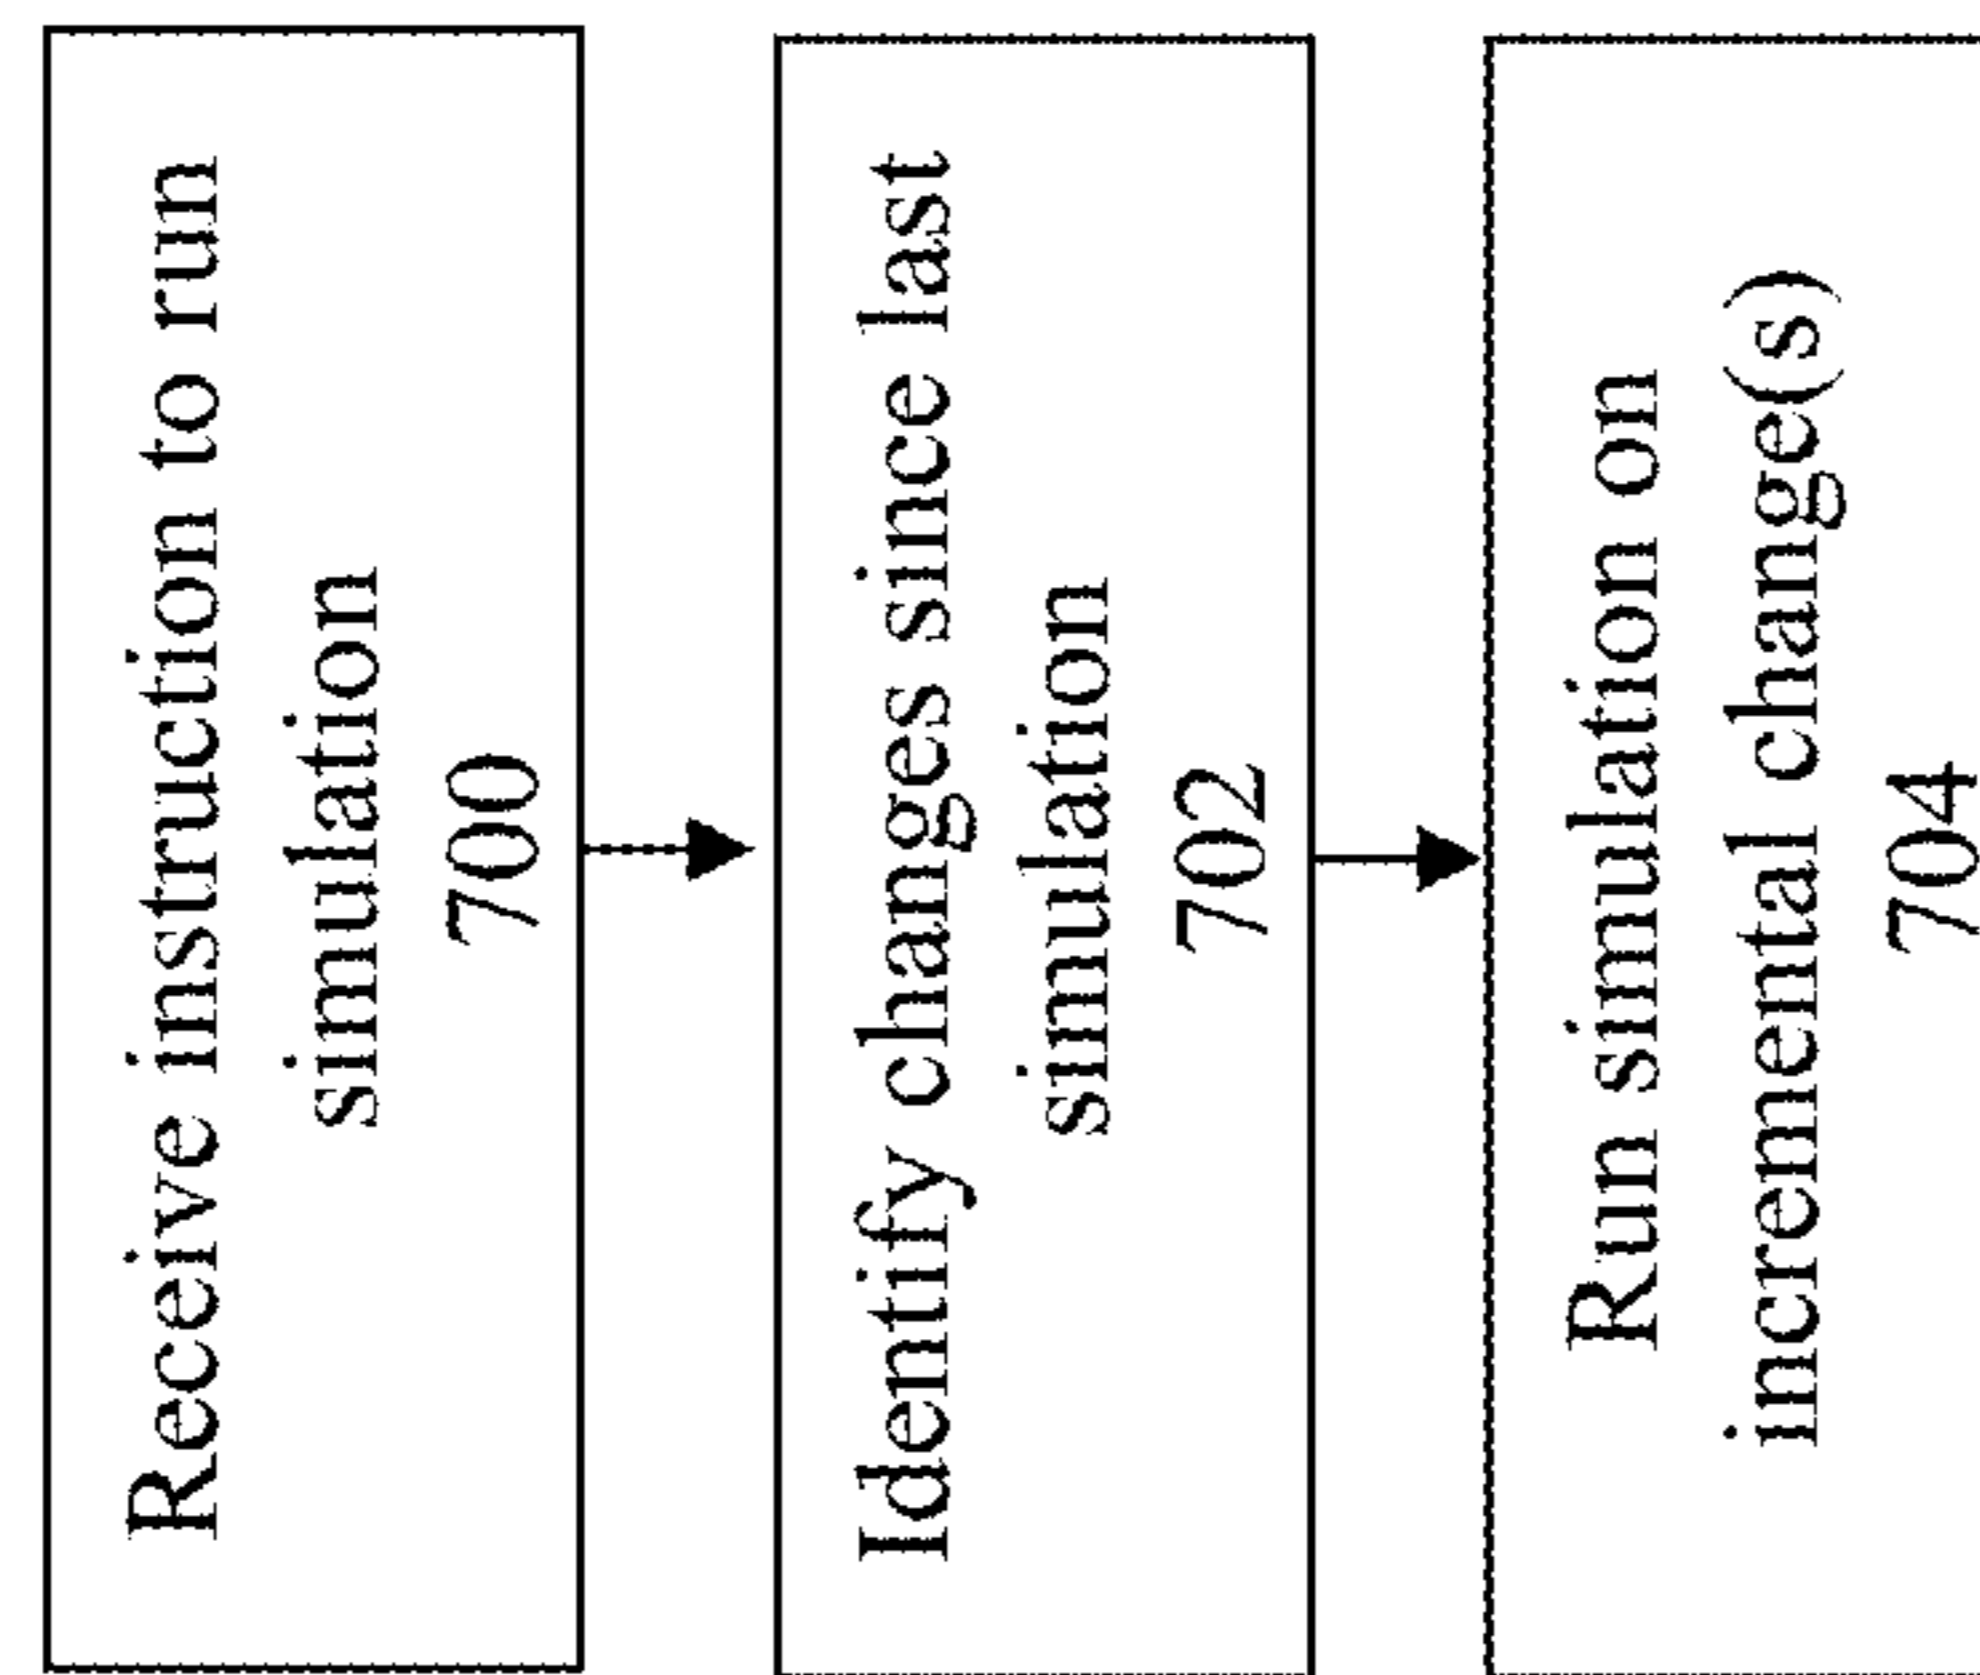 Receive instruction to run
simulation
700
Identify changes since last
simulation
702
Run simulation on
incremental change(s)
704